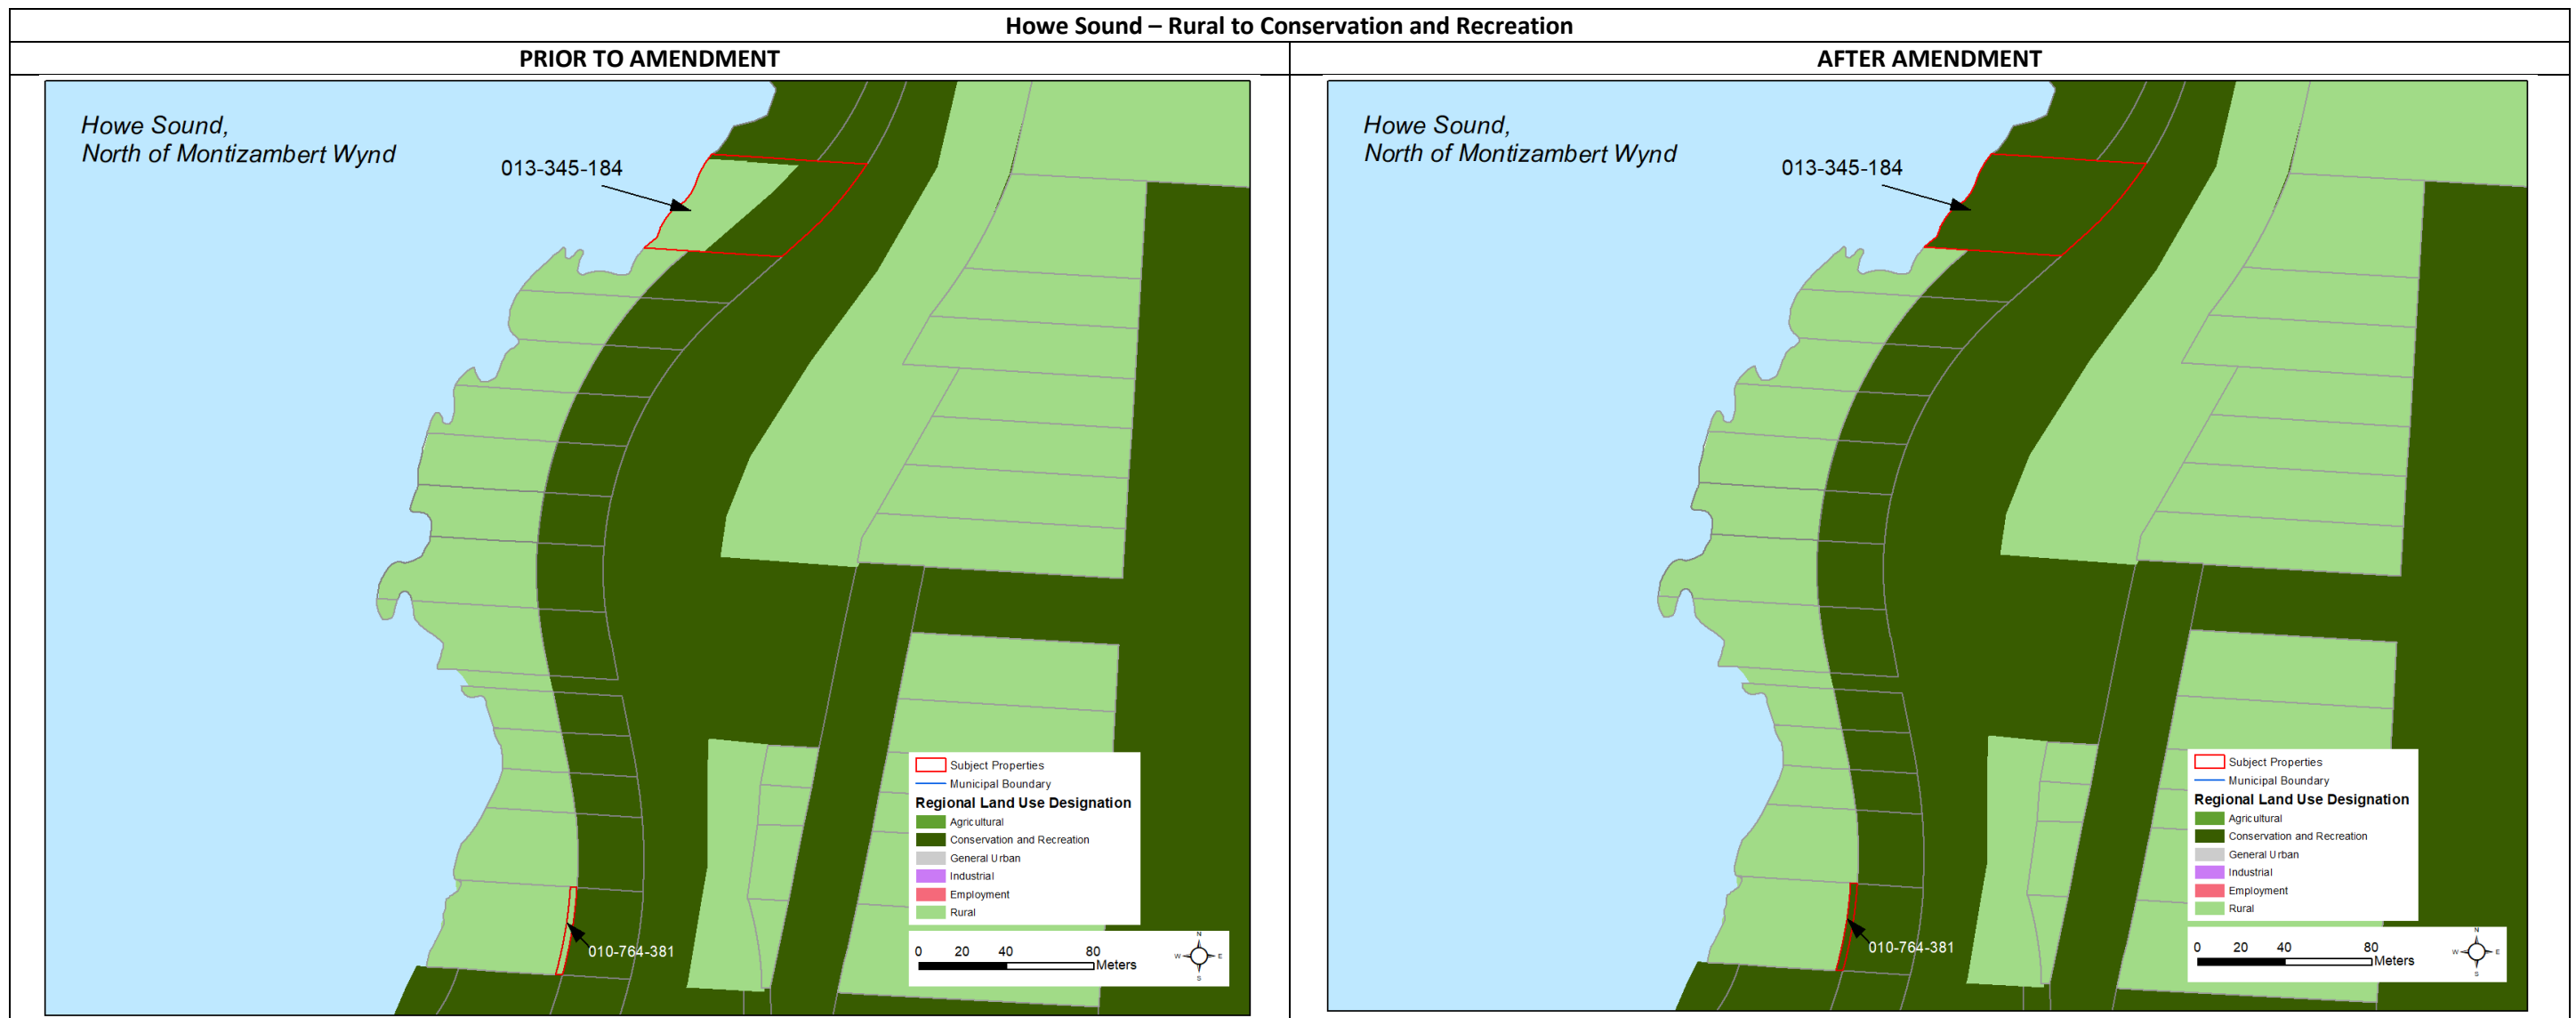 Howe Sound – Rural to Conservation and Recreation
PRIOR TO AMENDMENT
Howe Sound,
North of Montizambert Wynd
013-345-184
010-764-381
Subject Properties
Municipal Boundary
Regional Land Use Designation
Agricultural
Conservation and Recreation
General Urban
Industrial
Employment
Rural
0 20 40 80
Meters
N
W E
S
AFTER AMENDMENT
Howe Sound,
North of Montizambert Wynd
013-345-184
010-764-381
Subject Properties
Municipal Boundary
Regional Land Use Designation
Agricultural
Conservation and Recreation
General Urban
Industrial
Employment
Rural
0 20 40 80
Meters
N
W E
S